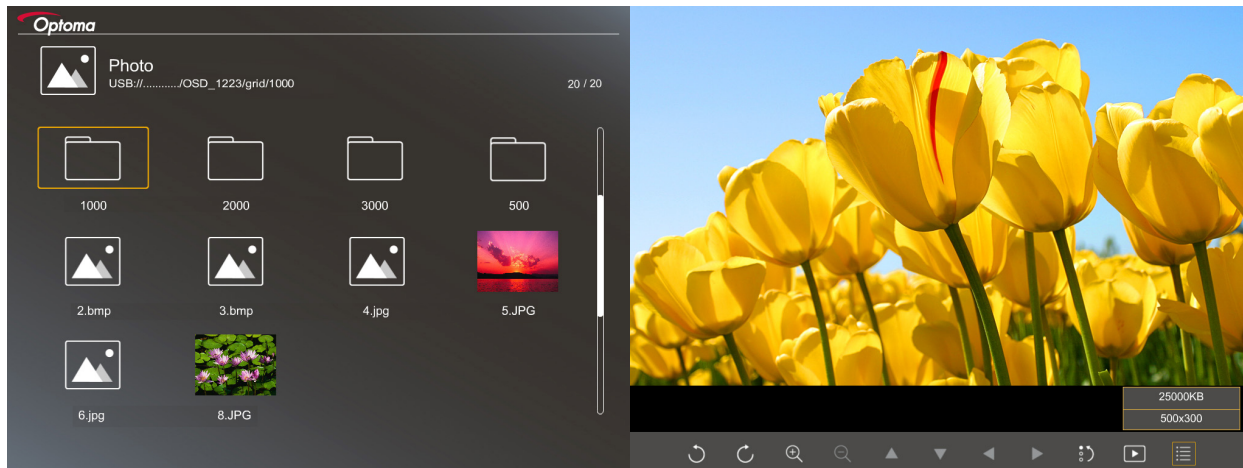 Optoma
Photo
USB://.........../OSD_1223/grid/1000
20 / 20
1000 2000 3000 500
2.bmp 3.bmp 4.jpg 5.JPG
6.jpg 8.JPG
25000KB
500x300